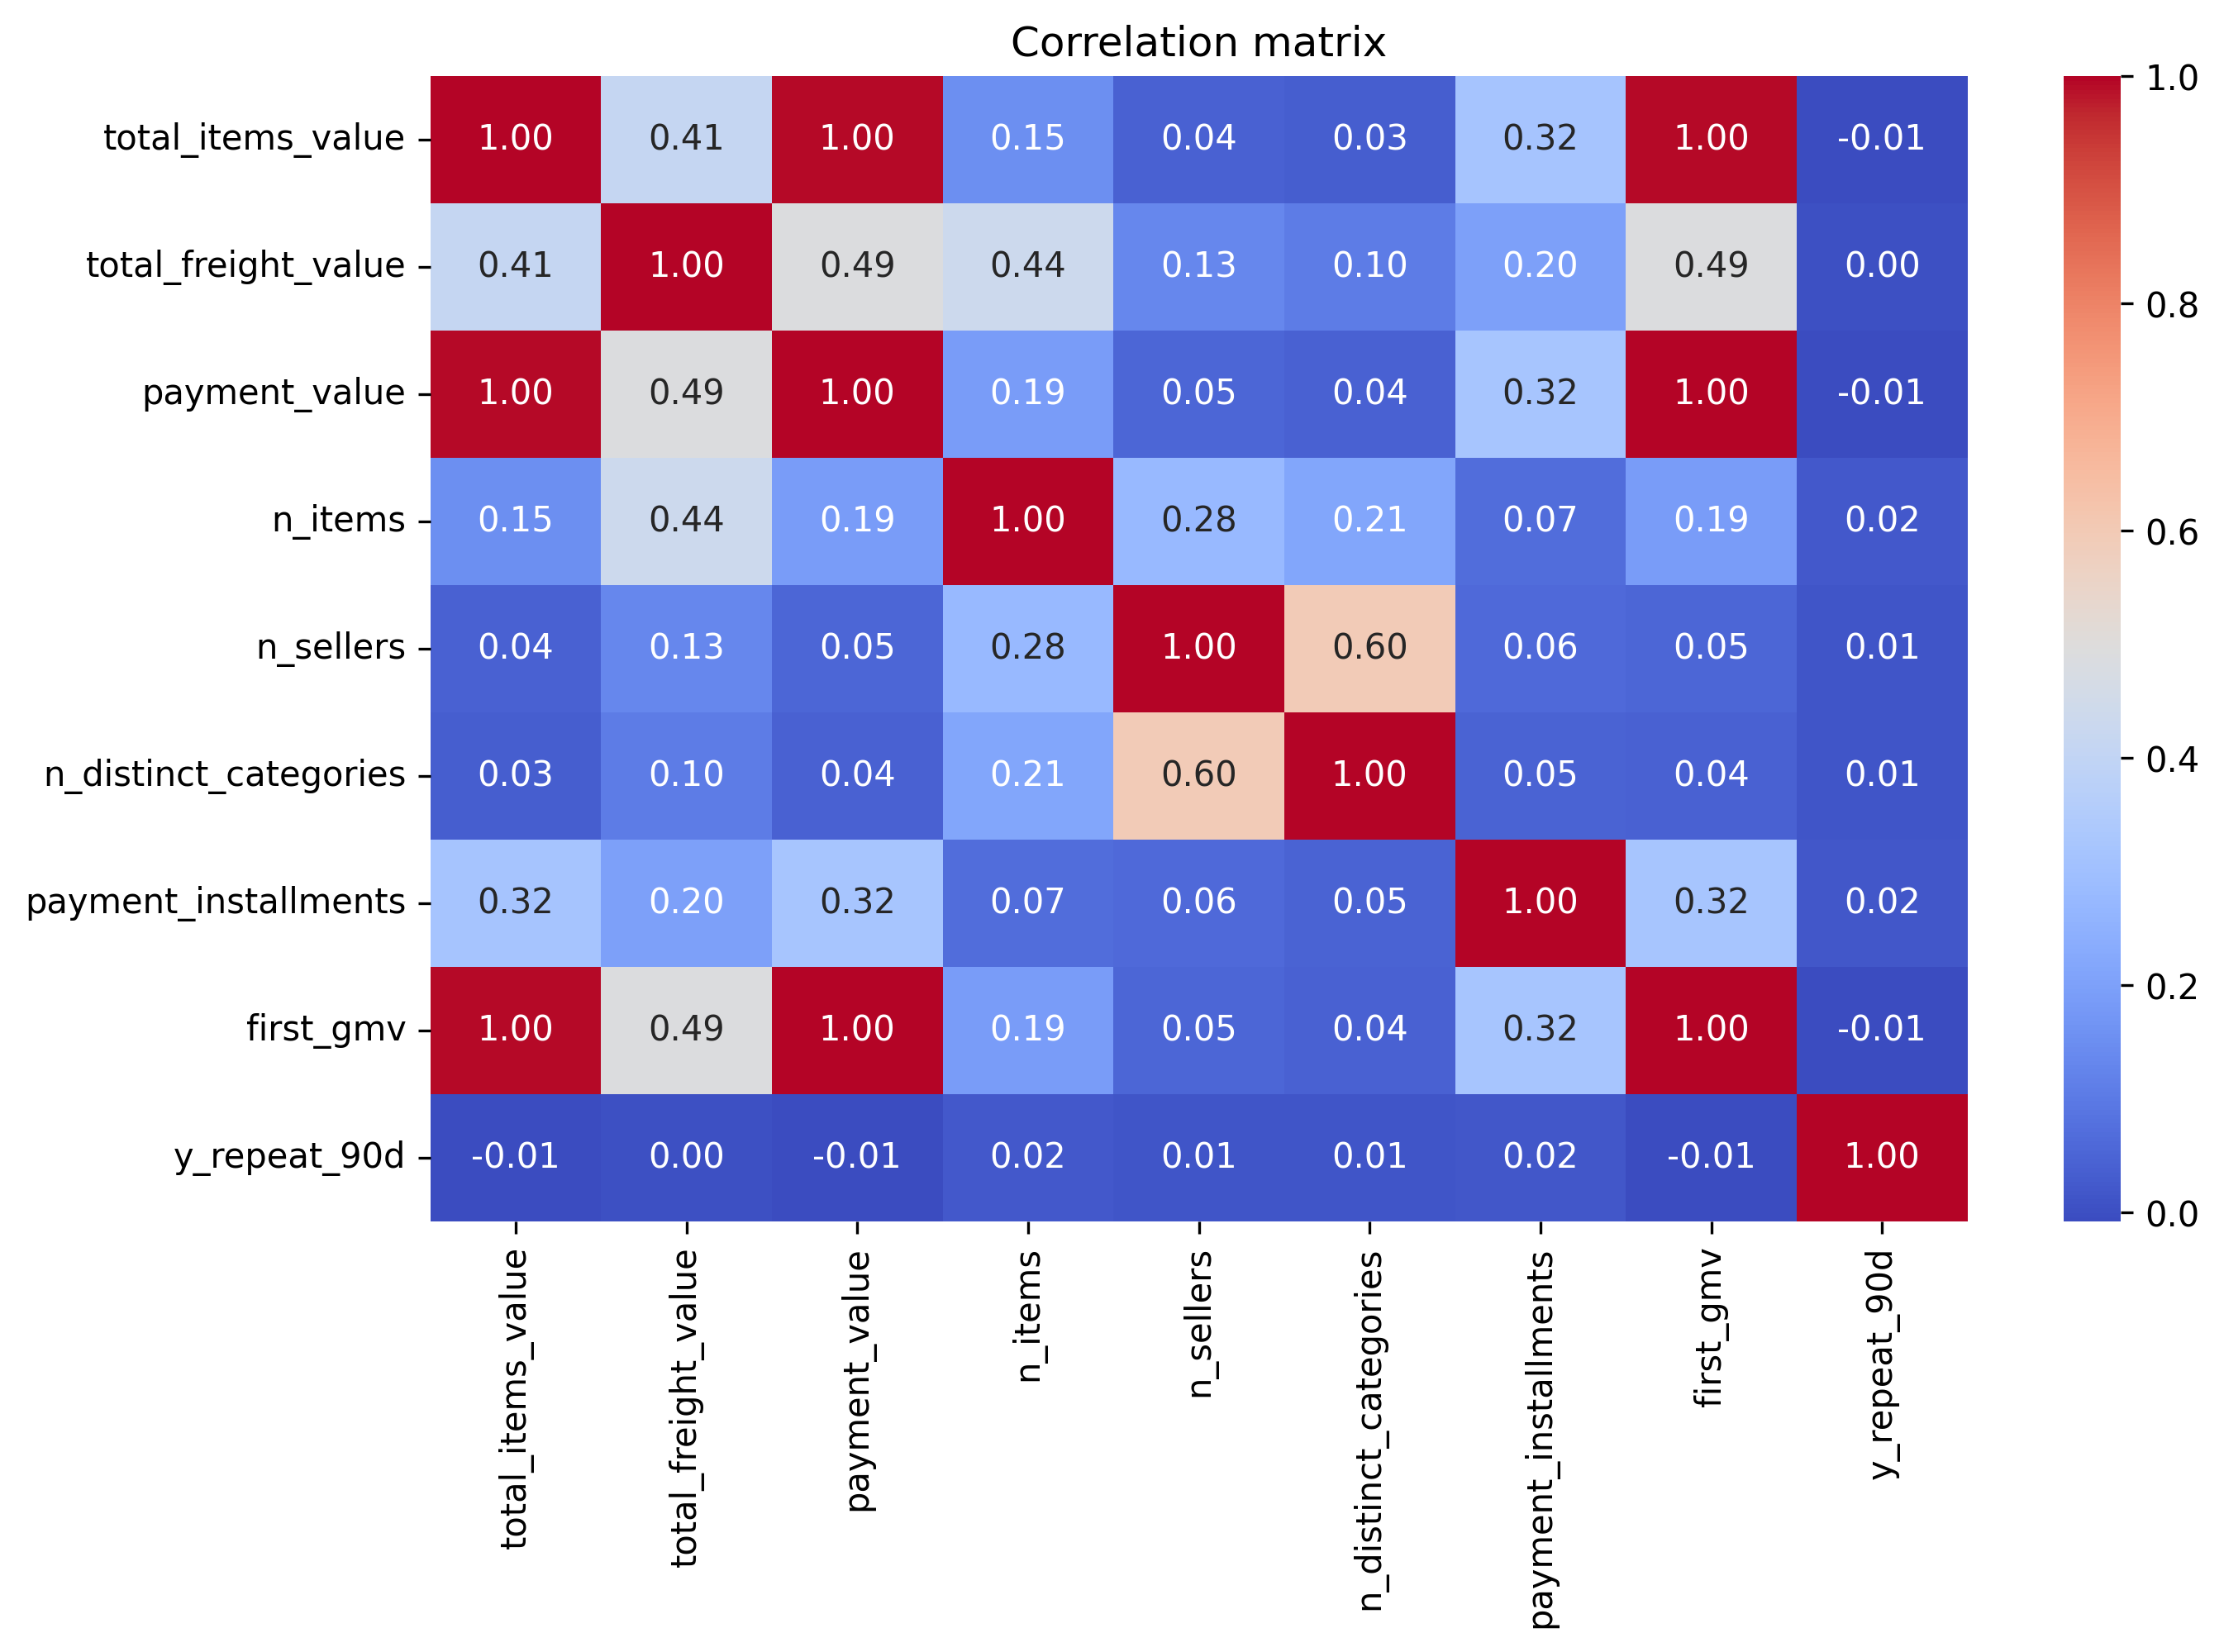 Correlation matrix
total_items_value 1.00 0.41 1.00 0.15 0.04 0.03 0.32 1.00 -0.01
total_freight_value 0.41 1.00 0.49 0.44 0.13 0.10 0.20 0.49 0.00
payment_value 1.00 0.49 1.00 0.19 0.05 0.04 0.32 1.00 -0.01
n_items 0.15 0.44 0.19 1.00 0.28 0.21 0.07 0.19 0.02
n_sellers 0.04 0.13 0.05 0.28 1.00 0.60 0.06 0.05 0.01
n_distinct_categories 0.03 0.10 0.04 0.21 0.60 1.00 0.05 0.04 0.01
payment_installments 0.32 0.20 0.32 0.07 0.06 0.05 1.00 0.32 0.02
first_gmv 1.00 0.49 1.00 0.19 0.05 0.04 0.32 1.00 -0.01
y_repeat_90d -0.01 0.00 -0.01 0.02 0.01 0.01 0.02 -0.01 1.00
total_items_value
total_freight_value
payment_value
n_items
n_sellers
n_distinct_categories
payment_installments
first_gmv
y_repeat_90d
1.0
0.8
0.6
0.4
0.2
0.0